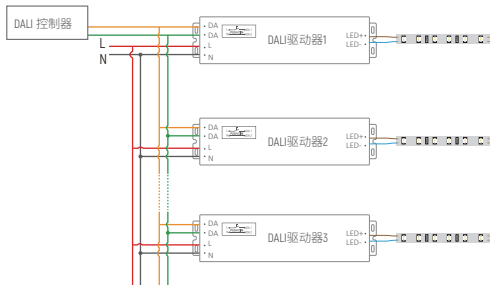 DALI 控制器
L
N
DA
DA
L
N
DALI驱动器1
LED+
LED-
DA
DA
L
N
DALI驱动器2
LED+
LED-
DA
DA
L
N
DALI驱动器3
LED+
LED-